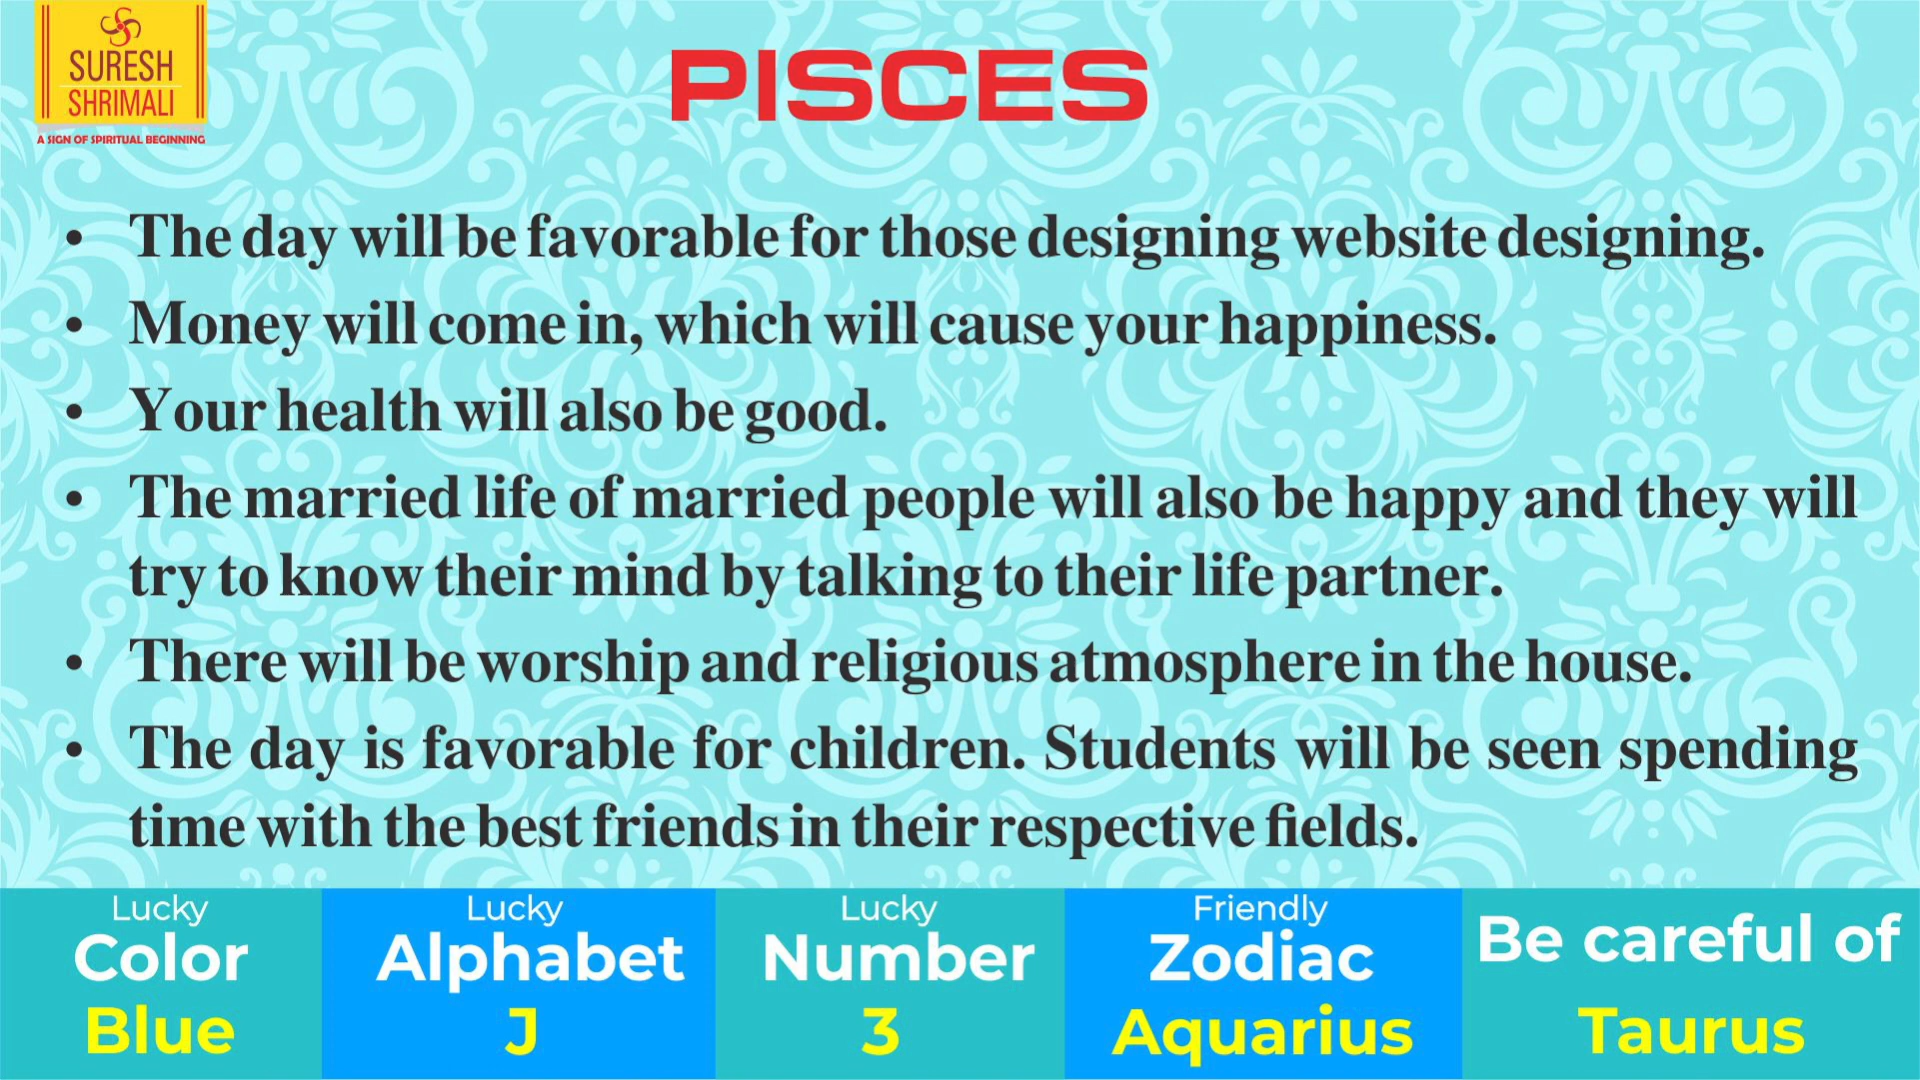 SURESH
SHRIMALI
A SIGN OF SPIRITUAL BEGINNING
PISCES
• The day will be favorable for those designing website designing.
• Money will come in, which will cause your happiness.
• Your health will also be good.
• The married life of married people will also be happy and they will
try to know their mind by talking to their life partner.
• There will be worship and religious atmosphere in the house.
• The day is favorable for children. Students will be seen spending
time with the best friends in their respective fields.
Lucky
Color
Blue
Lucky
Alphabet
J
Lucky
Number
3
Friendly
Zodiac
Aquarius
Be careful of
Taurus